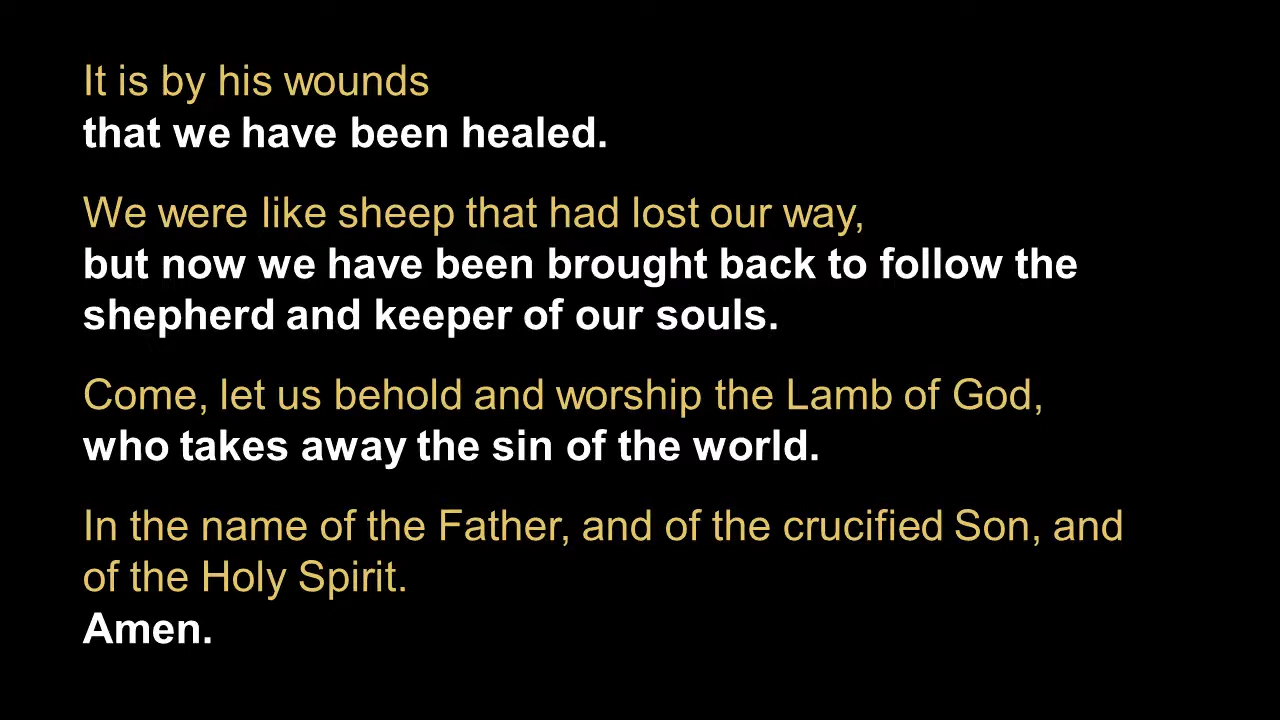 It is by his wounds
that we have been healed.
We were like sheep that had lost our way,
but now we have been brought back to follow the
shepherd and keeper of our souls.
Come, let us behold and worship the Lamb of God,
who takes away the sin of the world.
In the name of the Father, and of the crucified Son, and
of the Holy Spirit.
Amen.